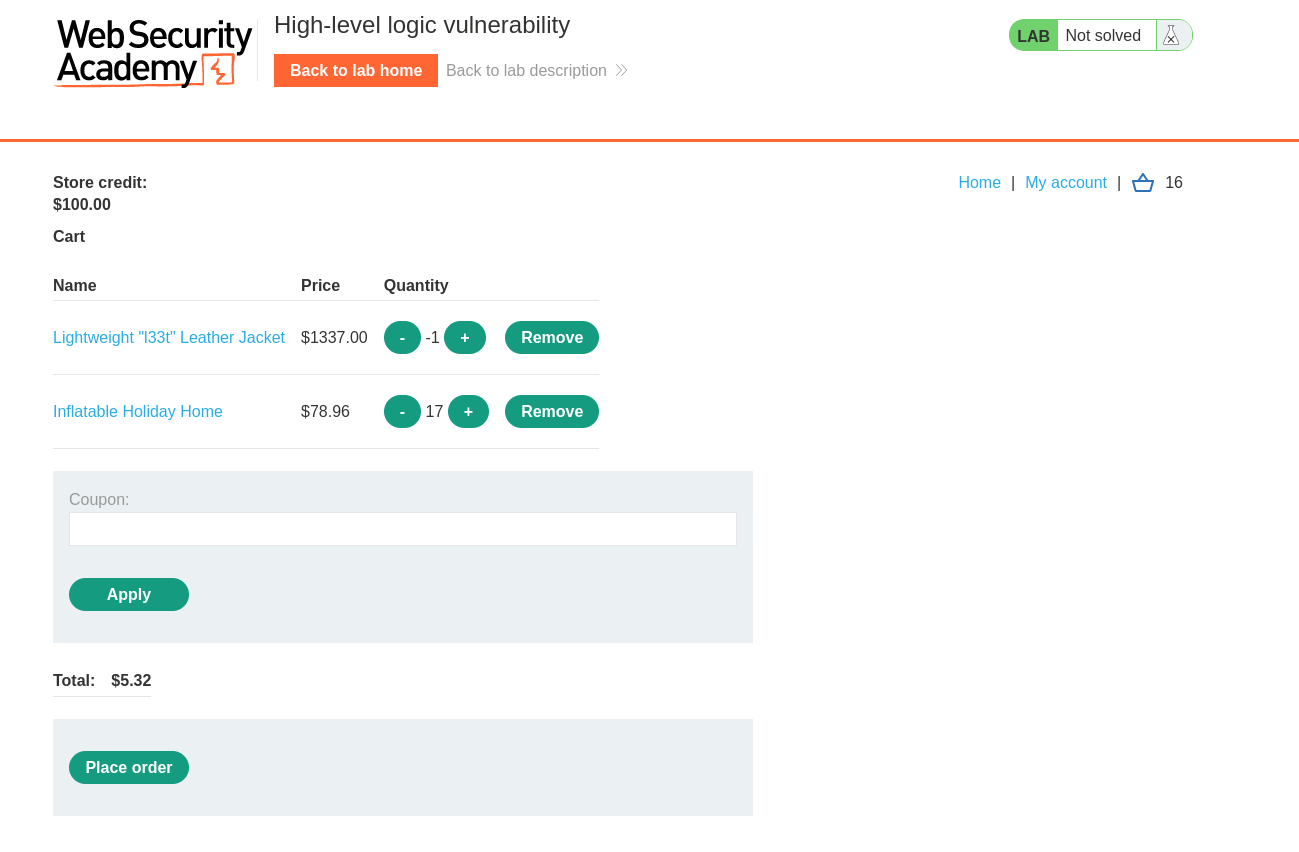 Web Security
Academy
High-level logic vulnerability
Back to lab home
Back to lab description
LAB Not solved
Store credit:
$100.00
Home | My account | 16
Cart
Name Price Quantity
Lightweight "l33t" Leather Jacket $1337.00 - -1 + Remove
Inflatable Holiday Home $78.96 - 17 + Remove
Coupon:
Apply
Total: $5.32
Place order